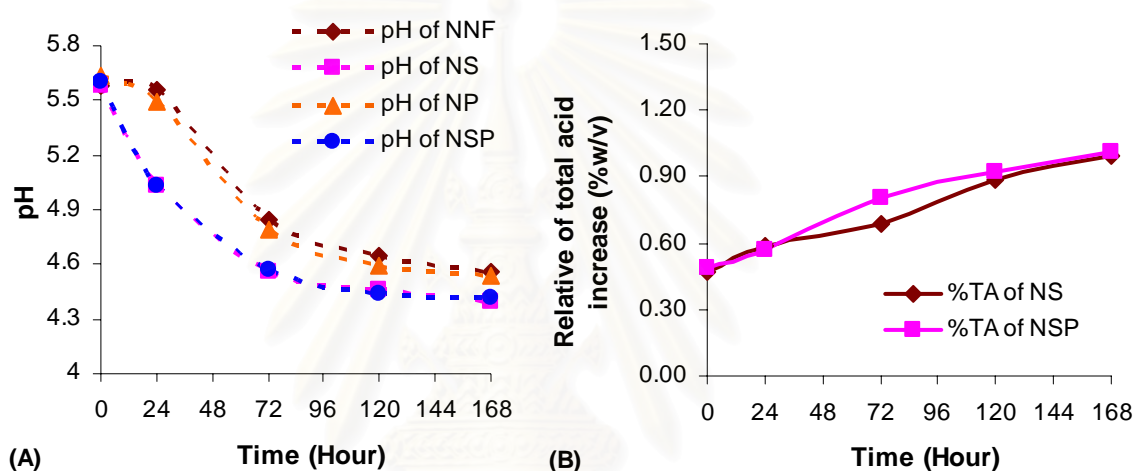 pH of NNF
pH of NS
pH of NP
pH of NSP
5.8
5.5
5.2
4.9
4.6
4.3
4
pH
0 24 48 72 96 120 144 168
Time (Hour)
(A)
1.50
1.20
0.90
0.60
0.30
0.00
Relative of total acid
increase (%w/v)
%TA of NS
%TA of NSP
0 24 48 72 96 120 144 168
Time (Hour)
(B)